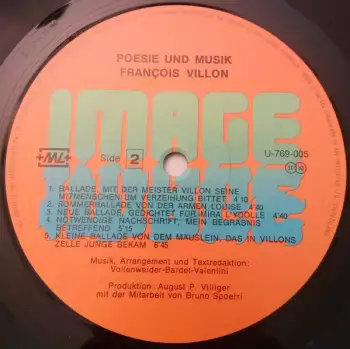 POESIE UND MUSIK
FRANÇOIS VILLON
IMAGE
ML
Side 2
U-769-005
1. BALLADE, MIT DER MEISTER VILLON SEINE
MITMENSCHEN UM VERZEIHUNG BITTET 4'10
2. SOMMERBALLADE VON DER ARMEN LOUISE 4'40
3. NEUE BALLADE, GEDICHTET FÜR MIRA L'YDOLLE 4'40
4. NOTWENDIGE NACHSCHRIFT, MEIN BEGRÄBNIS
BETREFFEND 5'15
5. KLEINE BALLADE VON DEM MÄUSLEIN, DAS IN VILLONS
ZELLE JUNGE BEKAM 6'45
Musik, Arrangement und Textredaktion:
Vollenweider-Bardet-Valentini
Produktion: August P. Villiger
mit der Mitarbeit von Bruno Spoerri